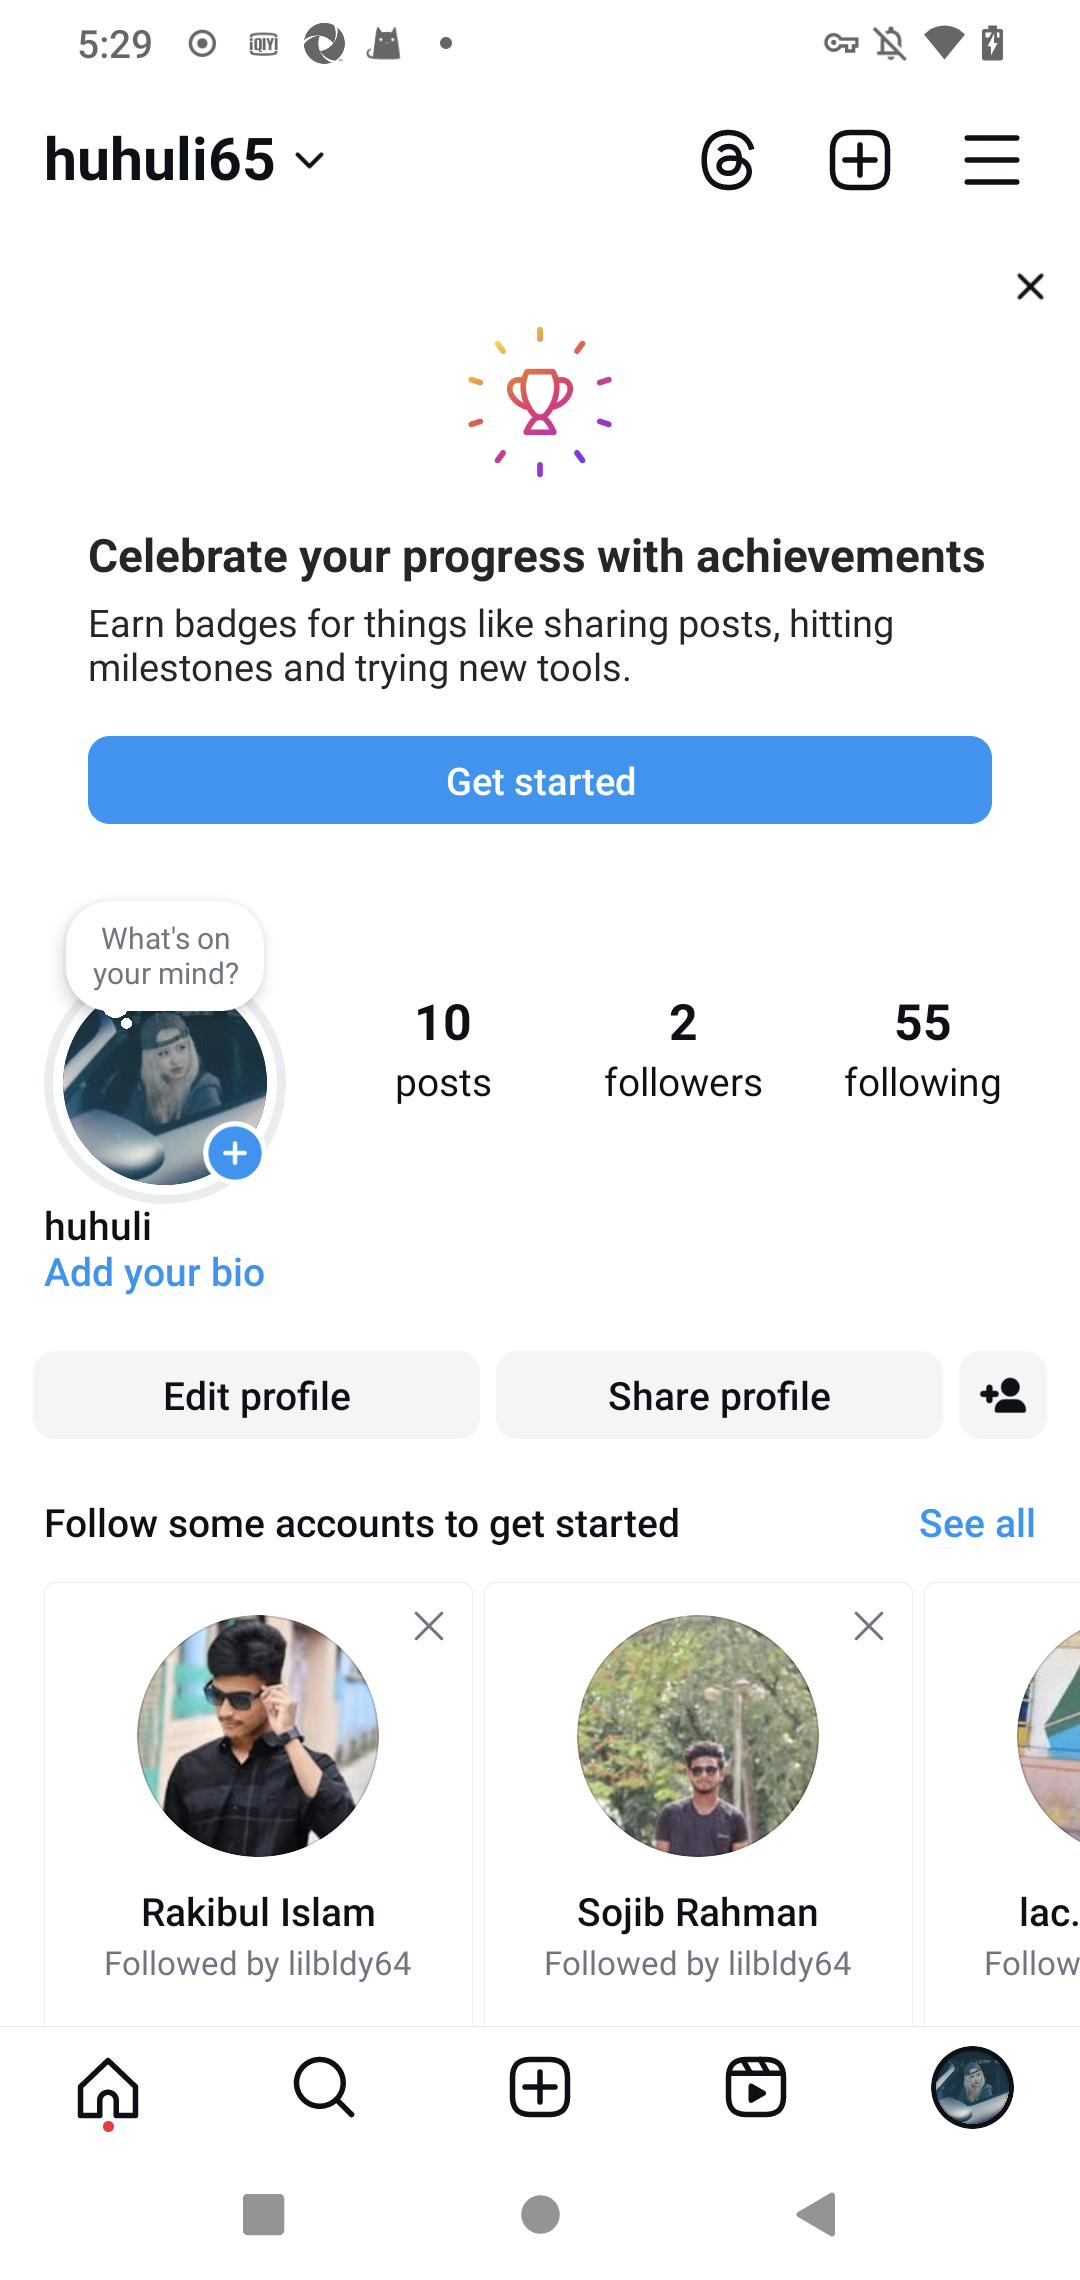 5:29
iQIYI
huhuli65
Celebrate your progress with achievements
Earn badges for things like sharing posts, hitting
milestones and trying new tools.
Get started
What's on
your mind?
10 2 55
posts followers following
huhuli
Add your bio
Edit profile Share profile
Follow some accounts to get started See all
Rakibul Islam Sojib Rahman lac.
Followed by lilbldy64 Followed by lilbldy64 Follow